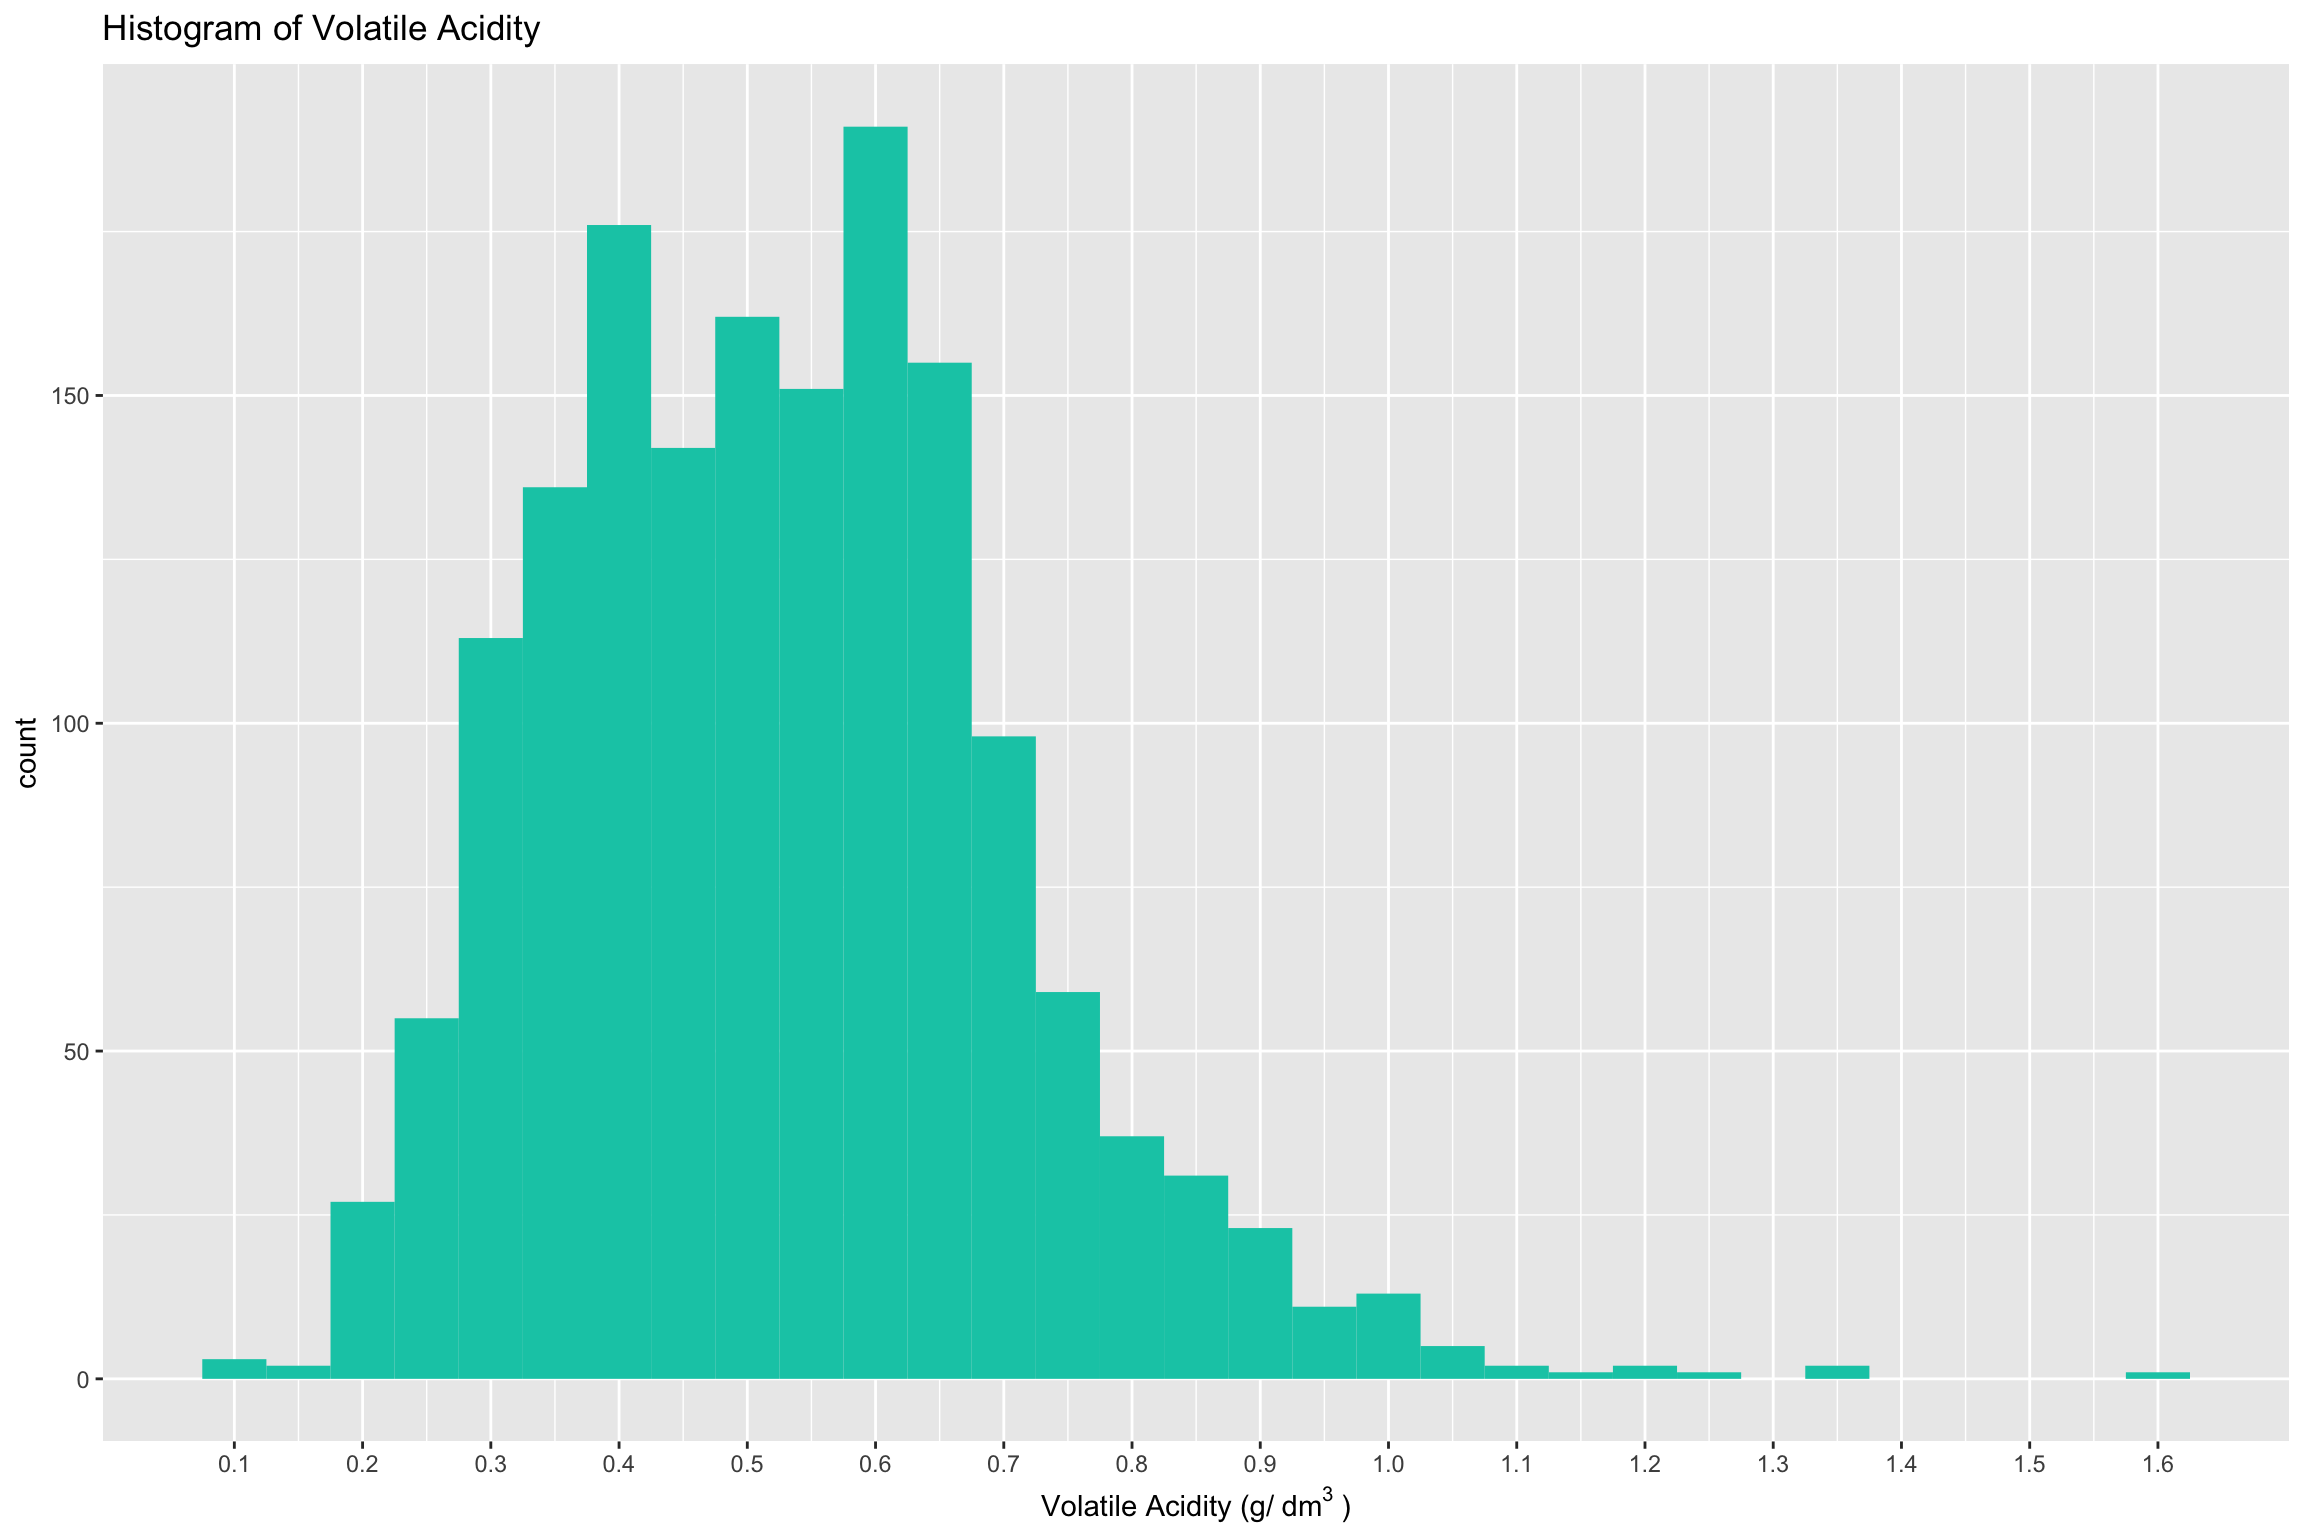 Histogram of Volatile Acidity
count
150
100
50
0
0.1 0.2 0.3 0.4 0.5 0.6 0.7 0.8 0.9 1.0 1.1 1.2 1.3 1.4 1.5 1.6
Volatile Acidity (g/ dm³ )